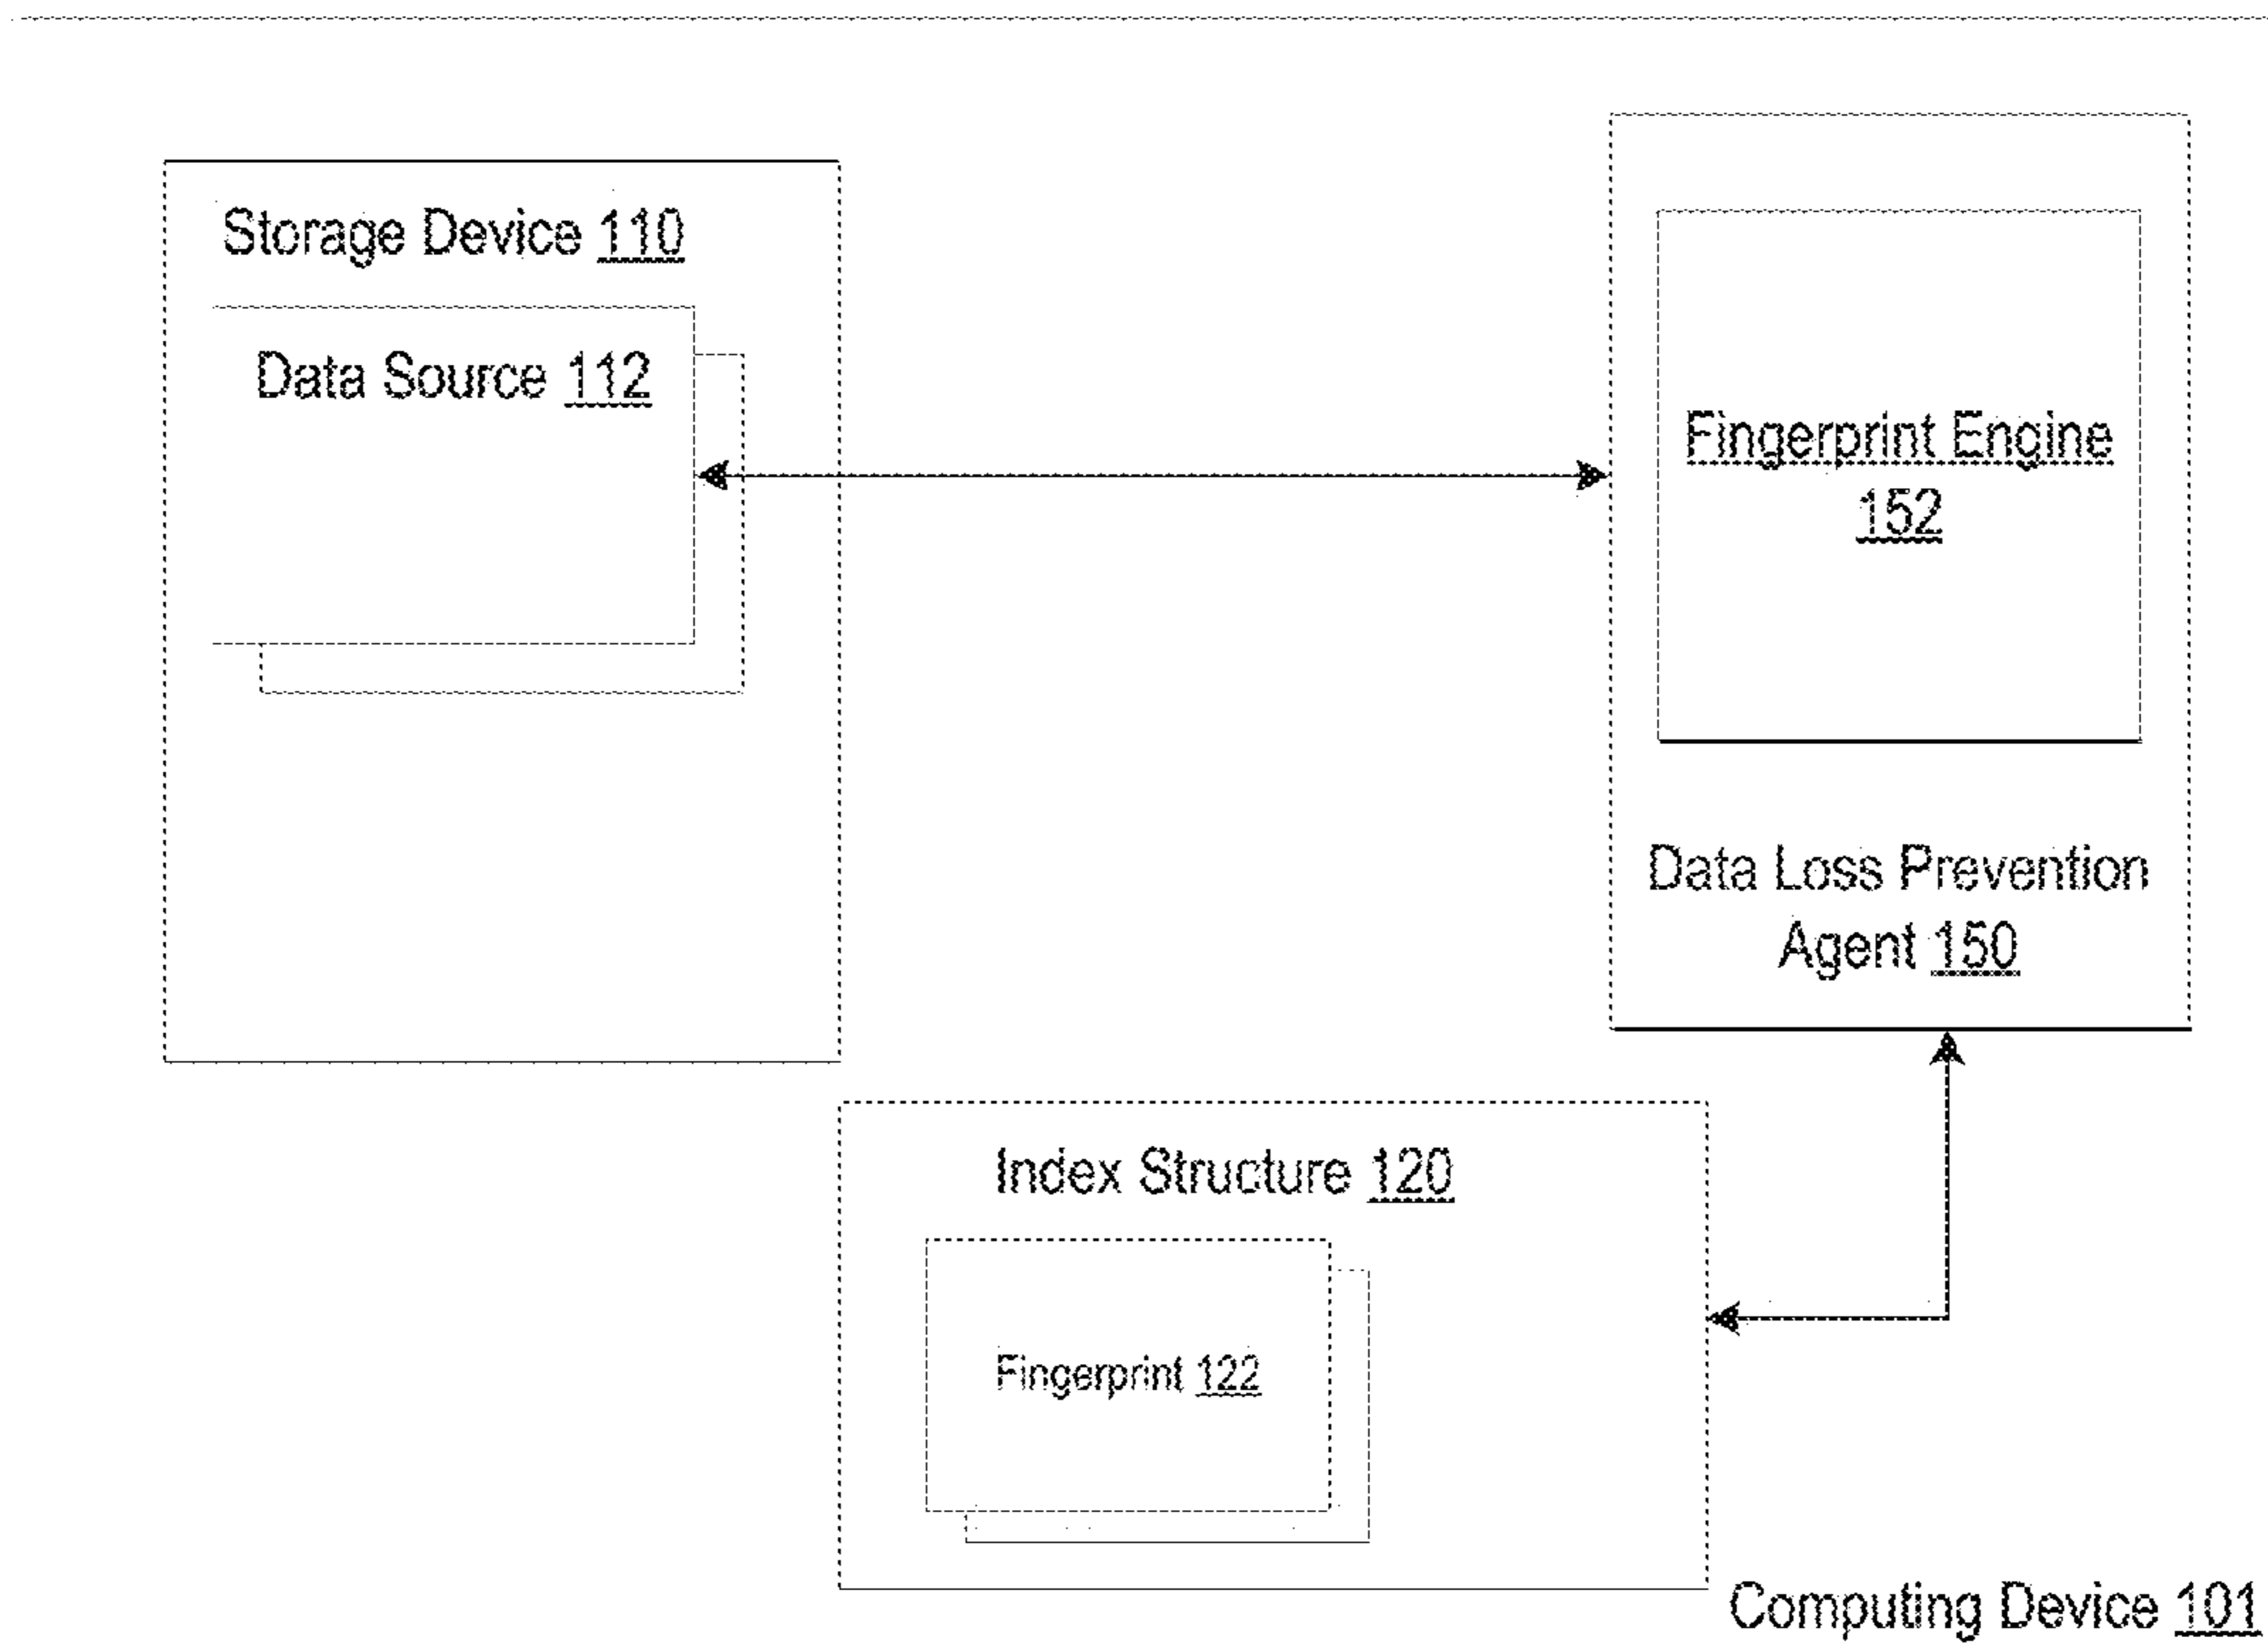 Storage Device 110
Data Source 112
Fingerprint Engine
152
Data Loss Prevention
Agent 150
Index Structure 120
Fingerprint 122
Computing Device 101